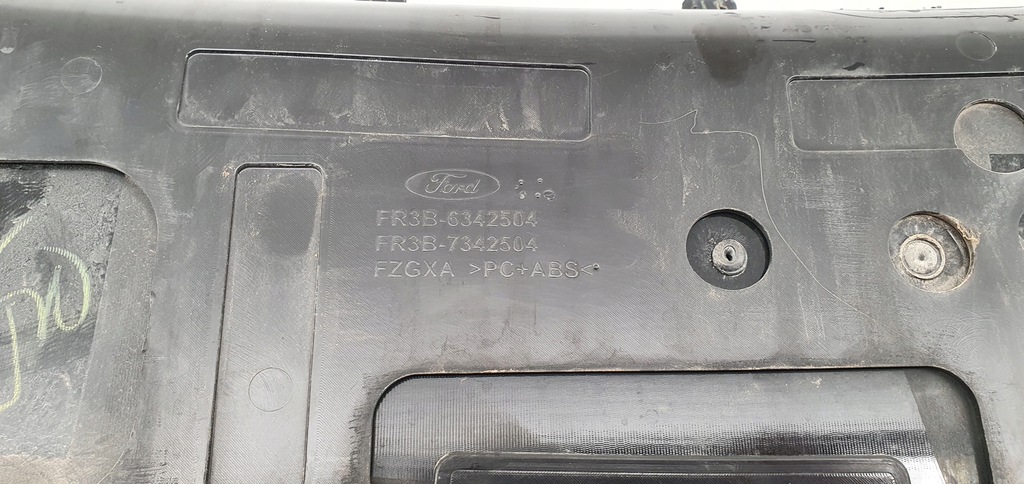 Ford
FR3B-6342504
FR3B-7342504
FZGXA >PC+ABS<